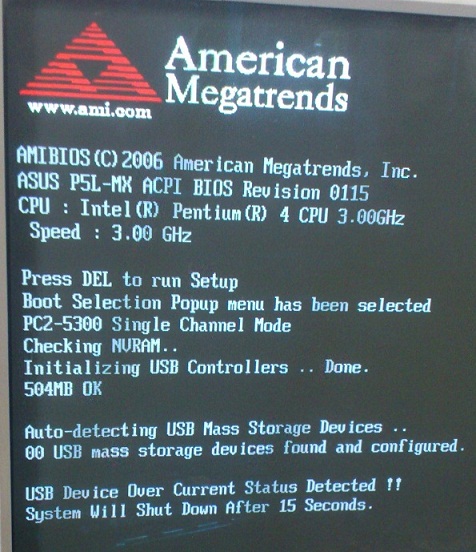 American
Megatrends
www.ami.com
AMIBIOS(C)2006 American Megatrends, Inc.
ASUS P5L-MX ACPI BIOS Revision 0115
CPU : Intel(R) Pentium(R) 4 CPU 3.00GHz
Speed : 3.00 GHz
Press DEL to run Setup
Boot Selection Popup menu has been selected
PC2-5300 Single Channel Mode
Checking NVRAM..
Initializing USB Controllers .. Done.
504MB OK
Auto-detecting USB Mass Storage Devices ..
00 USB mass storage devices found and configured.
USB Device Over Current Status Detected !!
System Will Shut Down After 15 Seconds.